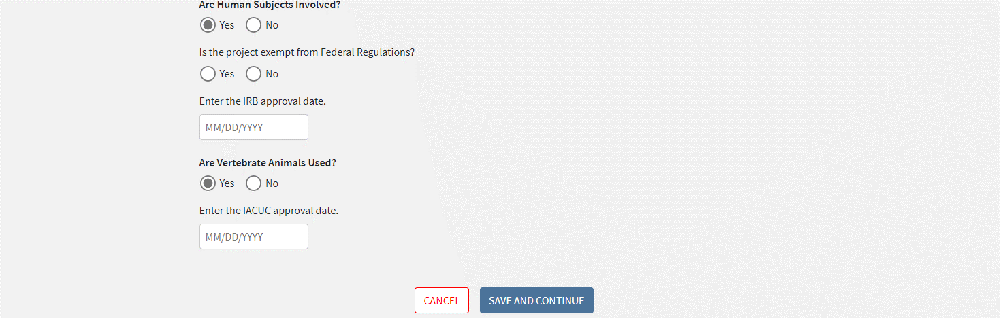 Are Human Subjects Involved?
Yes No
Is the project exempt from Federal Regulations?
Yes No
Enter the IRB approval date.
MM/DD/YYYY
Are Vertebrate Animals Used?
Yes No
Enter the IACUC approval date.
MM/DD/YYYY
CANCEL SAVE AND CONTINUE